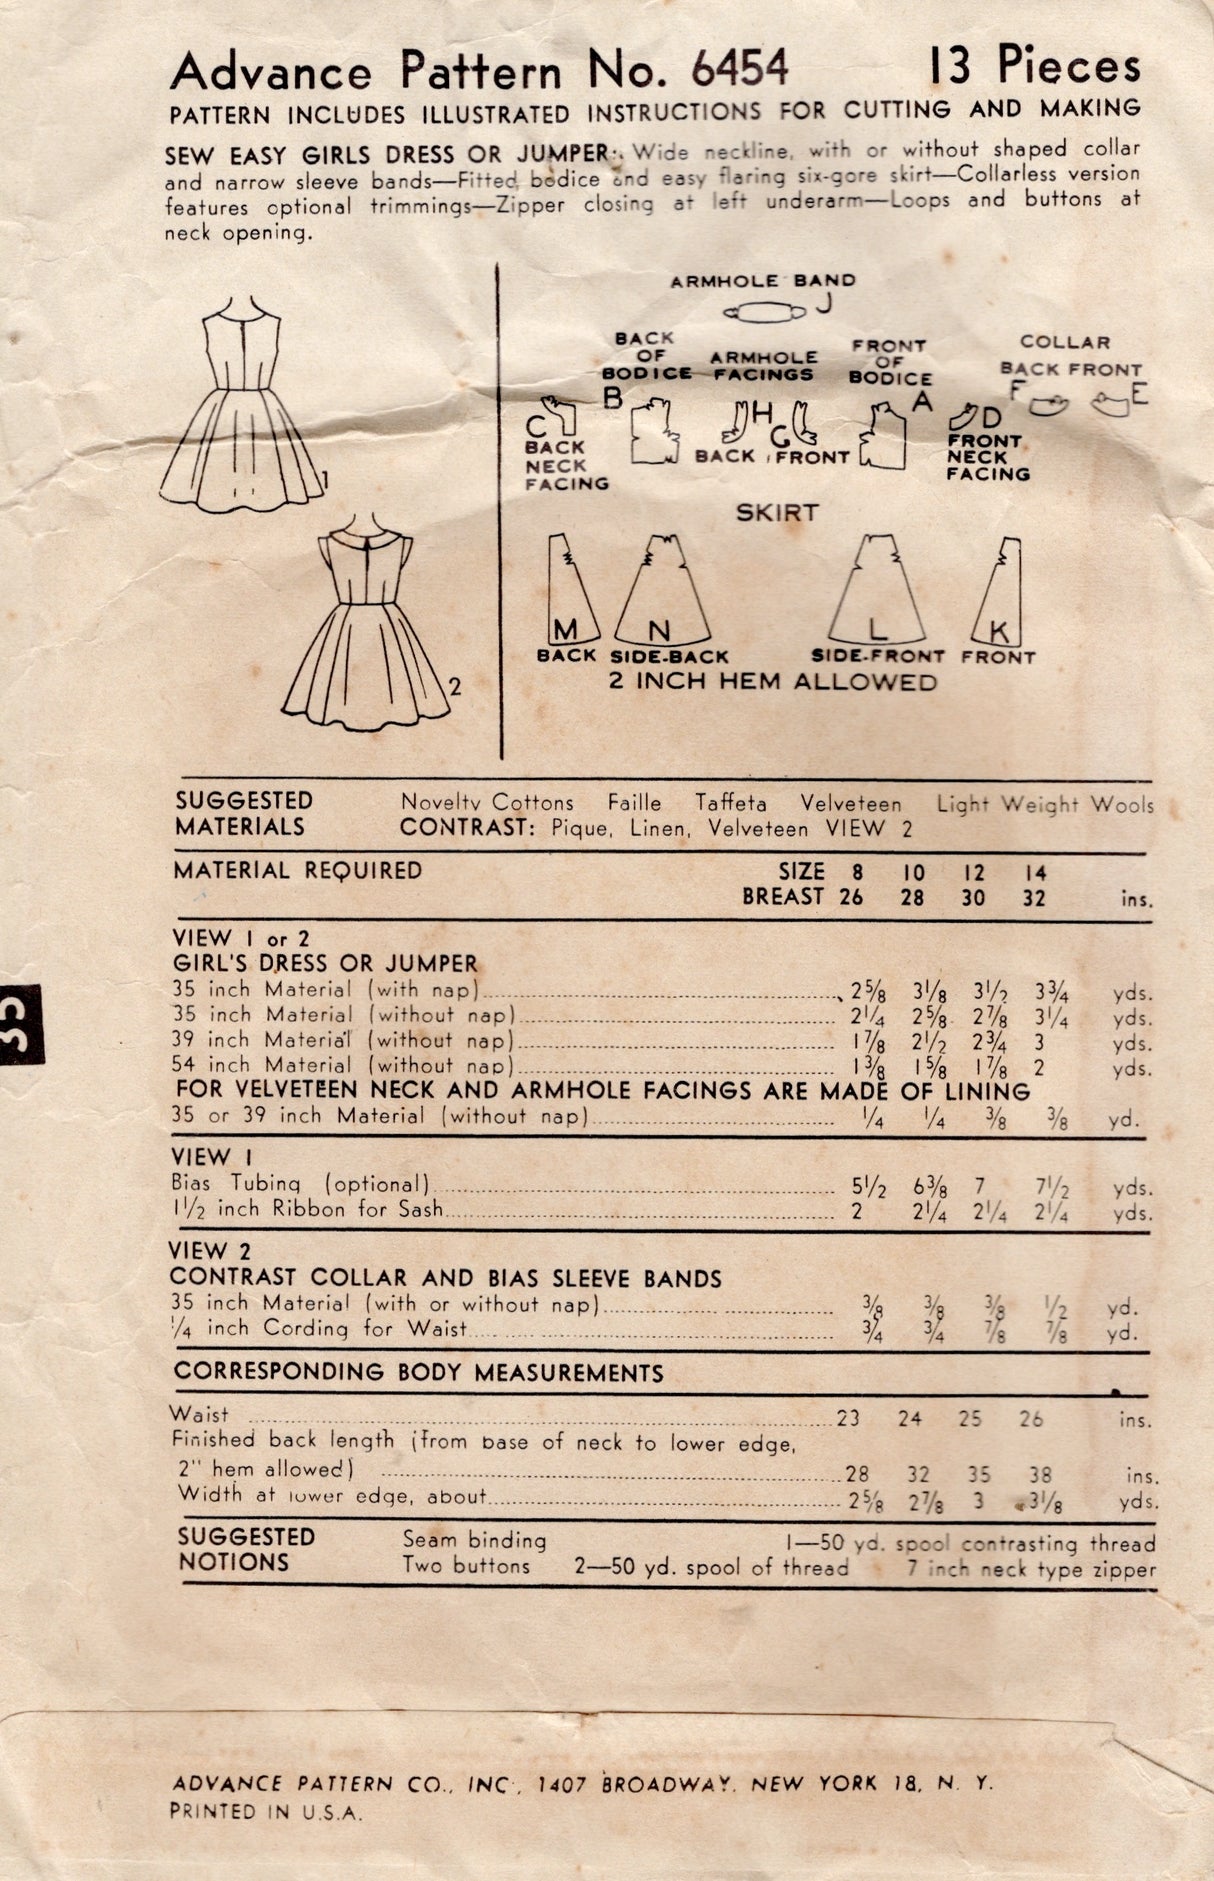 Advance Pattern No. 6454 13 Pieces
PATTERN INCLUDES ILLUSTRATED INSTRUCTIONS FOR CUTTING AND MAKING
SEW EASY GIRLS DRESS OR JUMPER: Wide neckline, with or without shaped collar
and narrow sleeve bands—Fitted bodice and easy flaring six-gore skirt—Collarless version
features optional trimmings—Zipper closing at left underarm—Loops and buttons at
neck opening.
1
2
ARMHOLE BAND
J
BACK OF BODICE
B
ARMHOLE FACINGS
H
G
BACK FRONT
FRONT OF BODICE
A
COLLAR
BACK FRONT
F E
C
BACK NECK FACING
D
FRONT NECK FACING
SKIRT
M N L K
BACK SIDE-BACK SIDE-FRONT FRONT
2 INCH HEM ALLOWED
SUGGESTED Novelty Cottons Faille Taffeta Velveteen Light Weight Wools
MATERIALS CONTRAST: Pique, Linen, Velveteen VIEW 2
MATERIAL REQUIRED SIZE 8 10 12 14
BREAST 26 28 30 32 ins.
VIEW 1 or 2
GIRL'S DRESS OR JUMPER
35 inch Material (with nap) 2⅝ 3⅛ 3½ 3¾ yds.
35 inch Material (without nap) 2¼ 2⅝ 2⅞ 3¼ yds.
39 inch Material (without nap) 1⅞ 2½ 2¾ 3 yds.
54 inch Material (without nap) 1⅜ 1⅝ 1⅞ 2 yds.
FOR VELVETEEN NECK AND ARMHOLE FACINGS ARE MADE OF LINING
35 or 39 inch Material (without nap) ¼ ¼ ⅜ ⅜ yd.
VIEW 1
Bias Tubing (optional) 5½ 6⅜ 7 7½ yds.
1½ inch Ribbon for Sash 2 2¼ 2¼ 2¼ yds.
VIEW 2
CONTRAST COLLAR AND BIAS SLEEVE BANDS
35 inch Material (with or without nap) ⅜ ⅜ ⅜ ½ yd.
¼ inch Cording for Waist ¾ ¾ ⅞ ⅞ yd.
CORRESPONDING BODY MEASUREMENTS
Waist 23 24 25 26 ins.
Finished back length (from base of neck to lower edge,
2" hem allowed) 28 32 35 38 ins.
Width at lower edge, about 2⅝ 2⅞ 3 3⅛ yds.
SUGGESTED Seam binding 1—50 yd. spool contrasting thread
NOTIONS Two buttons 2—50 yd. spool of thread 7 inch neck type zipper
ADVANCE PATTERN CO., INC., 1407 BROADWAY, NEW YORK 18, N. Y.
PRINTED IN U.S.A.